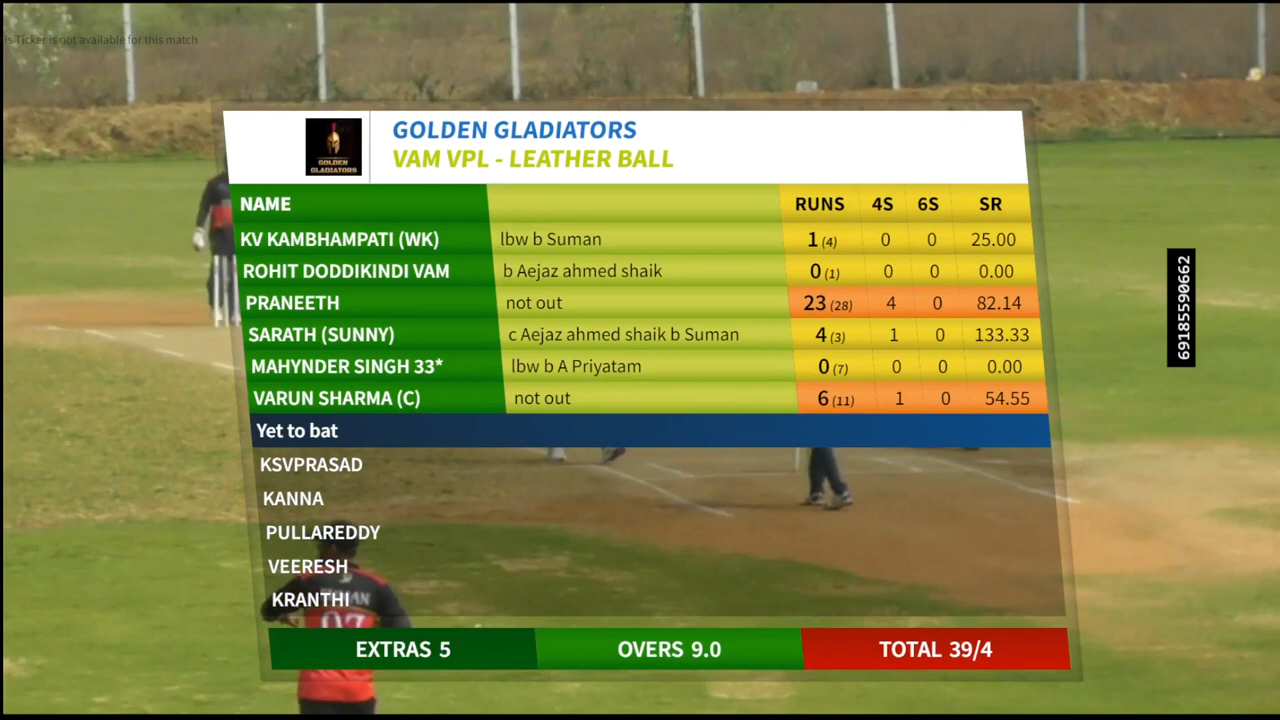 is Ticker is not available for this match
GOLDEN GLADIATORS
GOLDEN GLADIATORS
VAM VPL - LEATHER BALL
NAME RUNS 4S 6S SR
KV KAMBHAMPATI (WK) lbw b Suman 1 (4) 0 0 25.00
ROHIT DODDIKINDI VAM b Aejaz ahmed shaik 0 (1) 0 0 0.00
PRANEETH not out 23 (28) 4 0 82.14
SARATH (SUNNY) c Aejaz ahmed shaik b Suman 4 (3) 1 0 133.33
MAHYNDER SINGH 33* lbw b A Priyatam 0 (7) 0 0 0.00
VARUN SHARMA (C) not out 6 (11) 1 0 54.55
Yet to bat
KSVPRASAD
KANNA
PULLAREDDY
VEERESH
KRANTHI
EXTRAS 5 OVERS 9.0 TOTAL 39/4
69185590662